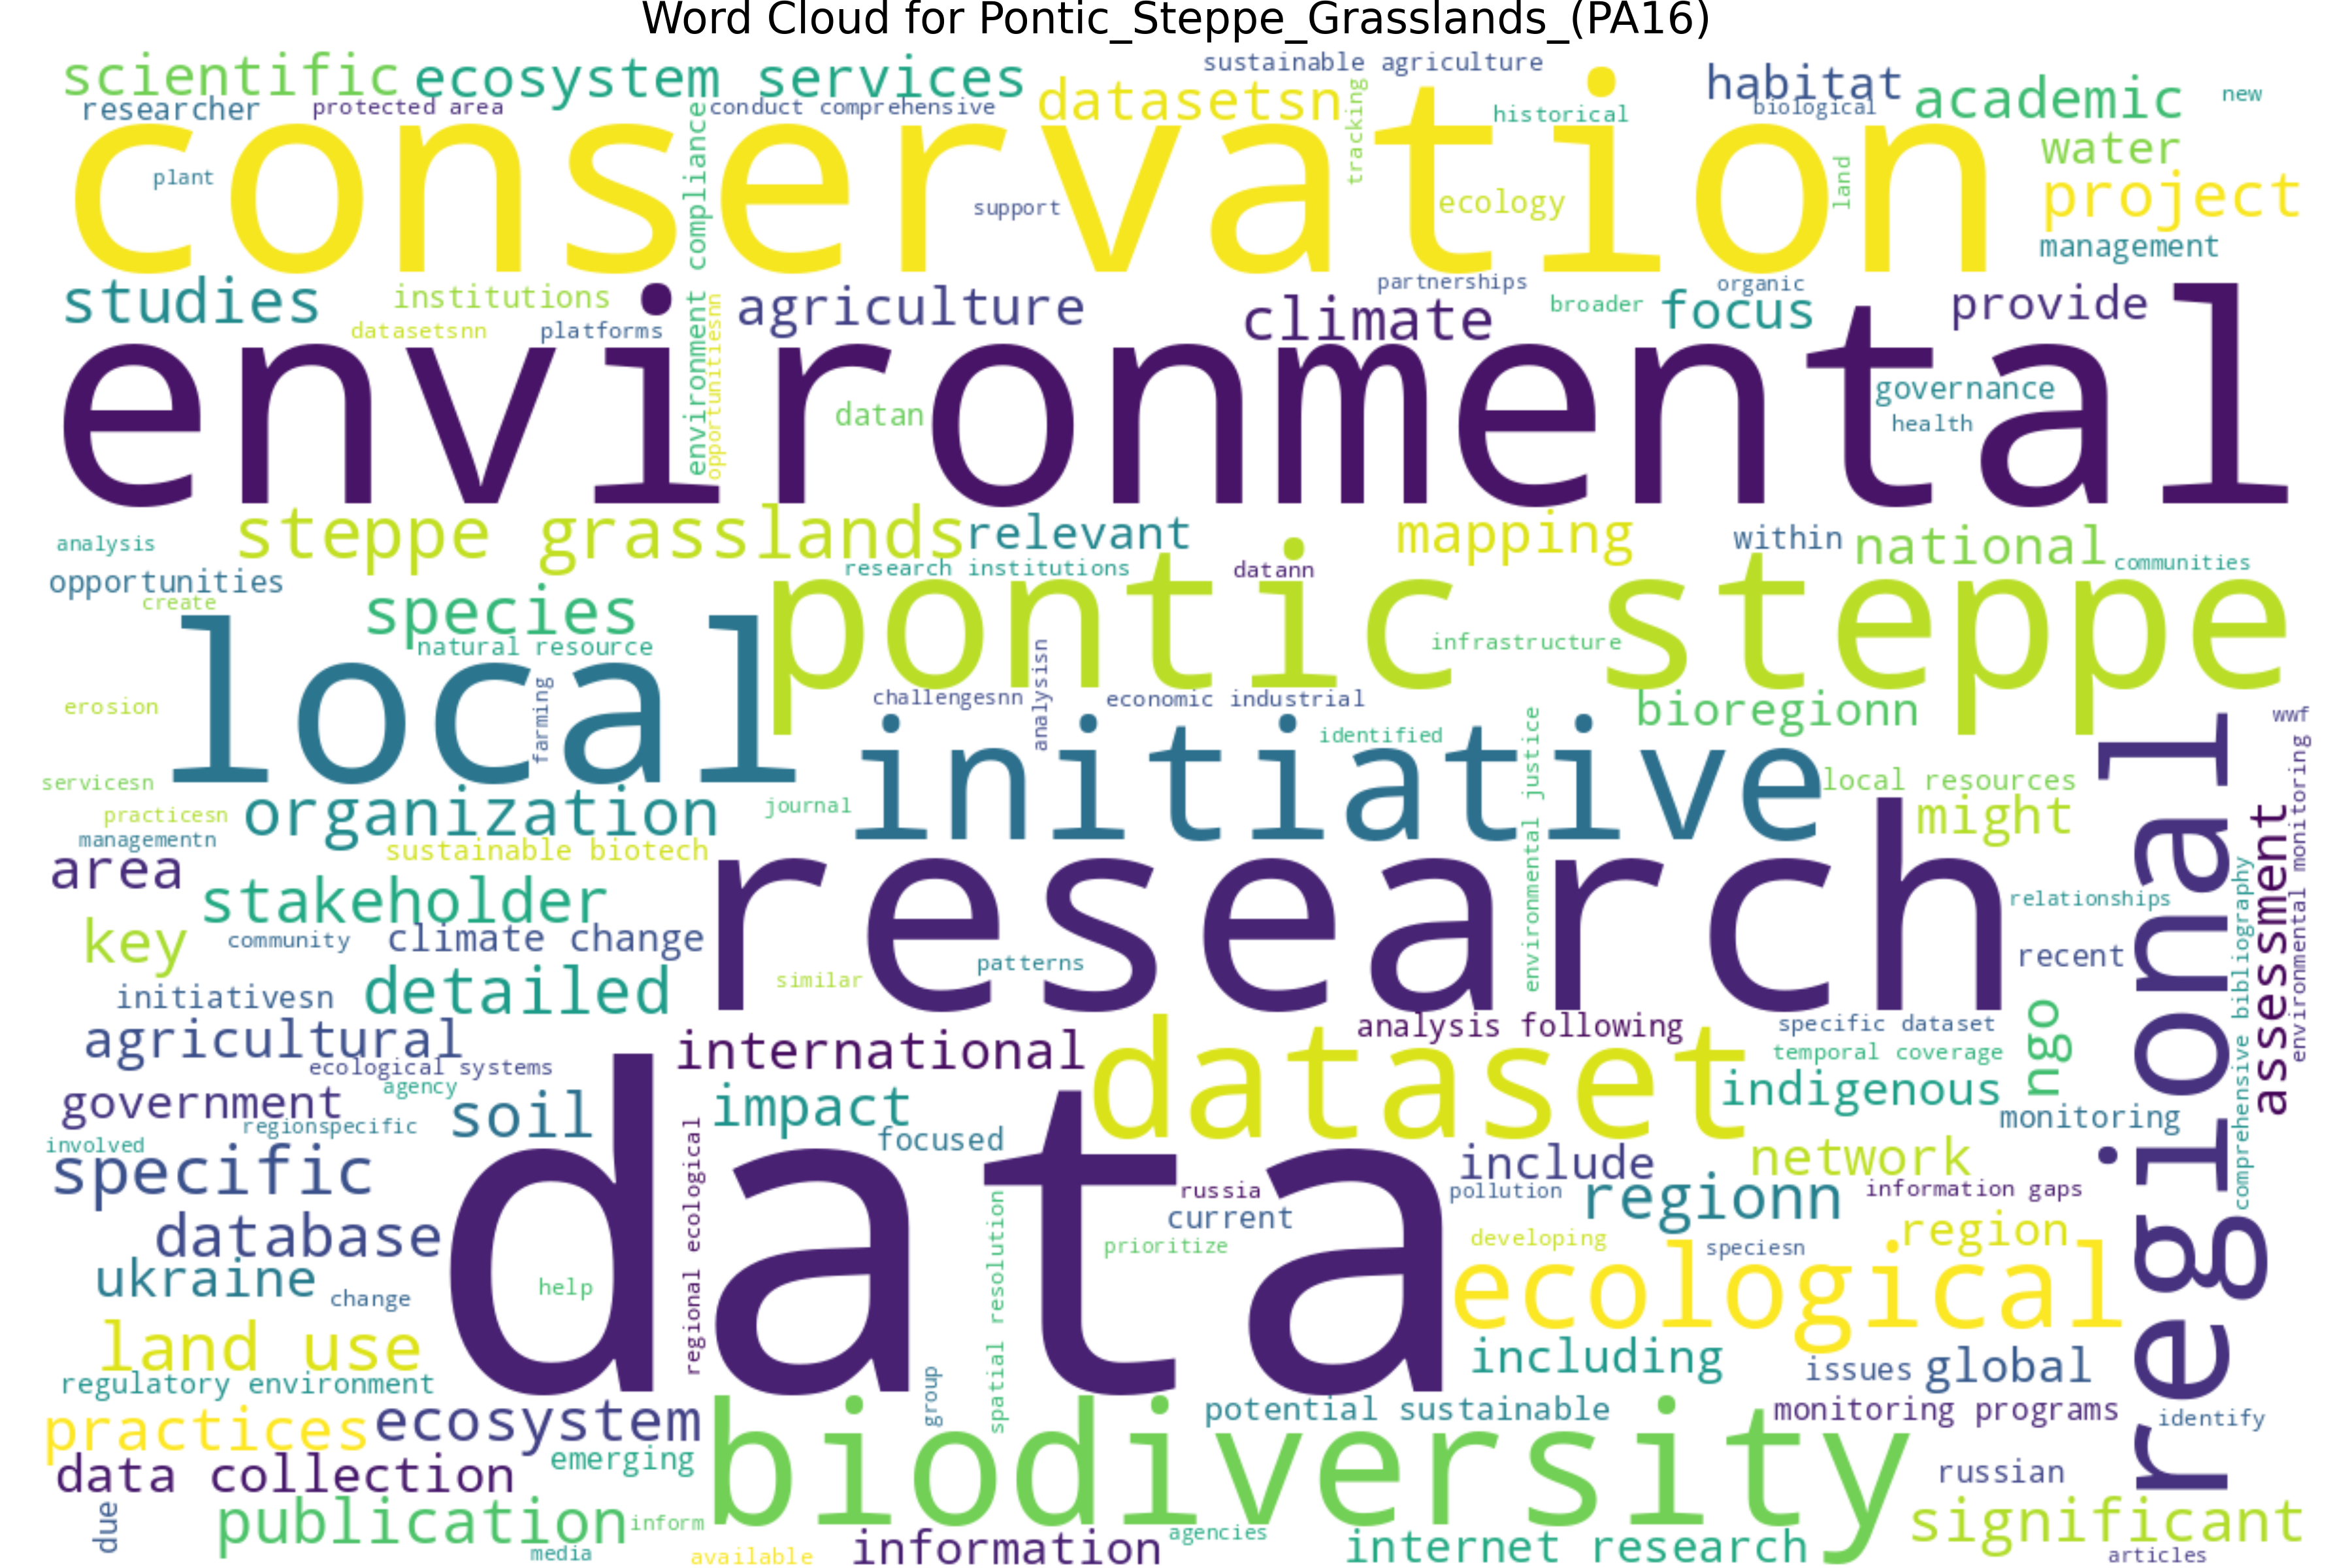 Word Cloud for Pontic_Steppe_Grasslands_(PA16)
scientific
ecosystem services
sustainable agriculture
habitat
academic
new
researcher
protected area
conduct comprehensive
datasetsn
tracking
historical
biological
conservation
water
plant
support
ecology
land
project
management
environment compliance
studies
institutions
agriculture
partnerships
organic
climate
broader
focus
provide
datasetsnn
platforms
opportunitiesnn
environmental
governance
health
datan
steppe grasslands
relevant
mapping
within
national
communities
analysis
opportunities
research institutions
datann
create
species
pontic steppe
natural resource
infrastructure
local
erosion
farming
challengesnn
analysisn
economic industrial
bioregionn
wwf
initiative
identified
environmental justice
servicesn
local resources
practicesn
organization
journal
might
managementn
sustainable biotech
area
stakeholder
research
relationships
regional
assessment
environmental monitoring
comprehensive bibliography
key
community
climate change
patterns
similar
recent
initiativesn
detailed
agricultural
international
analysis following
specific dataset
ngo
ecological systems
temporal coverage
agency
dataset
indigenous
government
soil
impact
monitoring
regionspecific
focused
involved
specific
data
include
network
regional ecological
russia
pollution
regionn
information gaps
current
spatial resolution
database
prioritize
developing
speciesn
region
ukraine
help
change
ecological
land use
including
issues
global
regulatory environment
group
practices
ecosystem
biodiversity
potential sustainable
monitoring programs
identify
emerging
data collection
russian
due
publication
inform
significant
media
available
information
agencies
internet research
articles